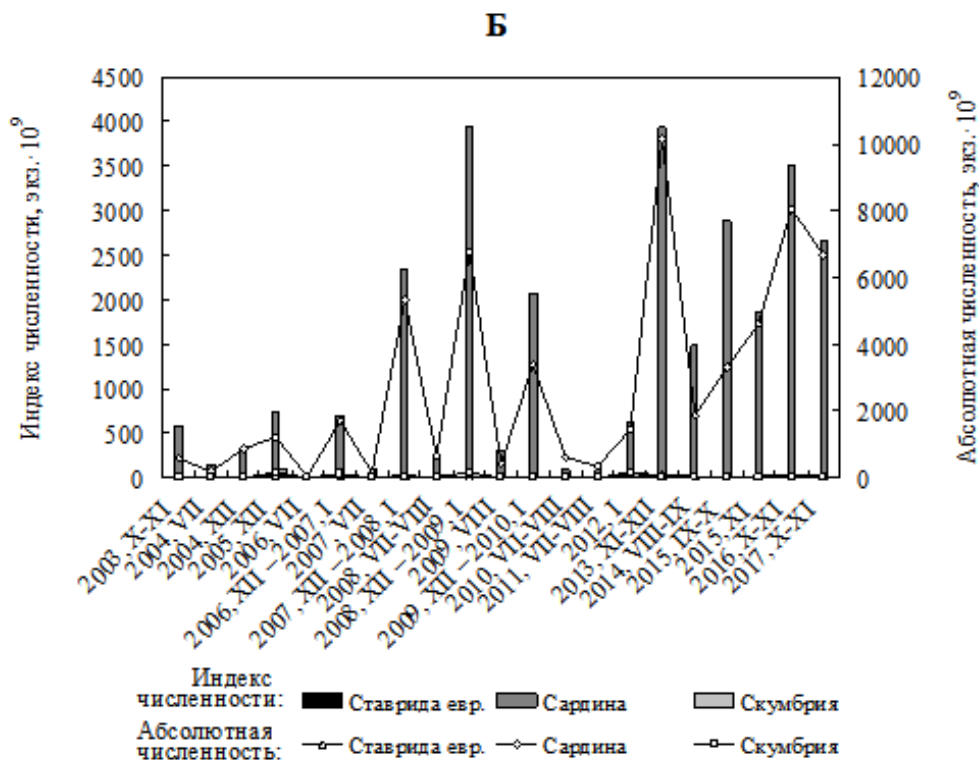 Б
Индекс численности, экз.·10⁹
4500
4000
3500
3000
2500
2000
1500
1000
500
0
12000
10000
8000
6000
4000
2000
0
Абсолютная численность, экз.·10⁹
2003, X-XI
2004, VII
2004, XII
2005, XII
2006, VII
2006, XII –2007, I
2007, VII
2007, XII –2008, I
2008, VII-VIII
2008, XII –2009, I
2009, VII
2009, XII –2010, I
2010, VII-VIII
2011, VII-VIII
2012, I
2013, XI-XII
2014, VIII-IX
2015, IX-X
2015, XI
2016, X-XI
2017, X-XI
Индекс
численности:
Ставрида евр.
Сардина
Скумбрия
Абсолютная
численность:
Ставрида евр.
Сардина
Скумбрия